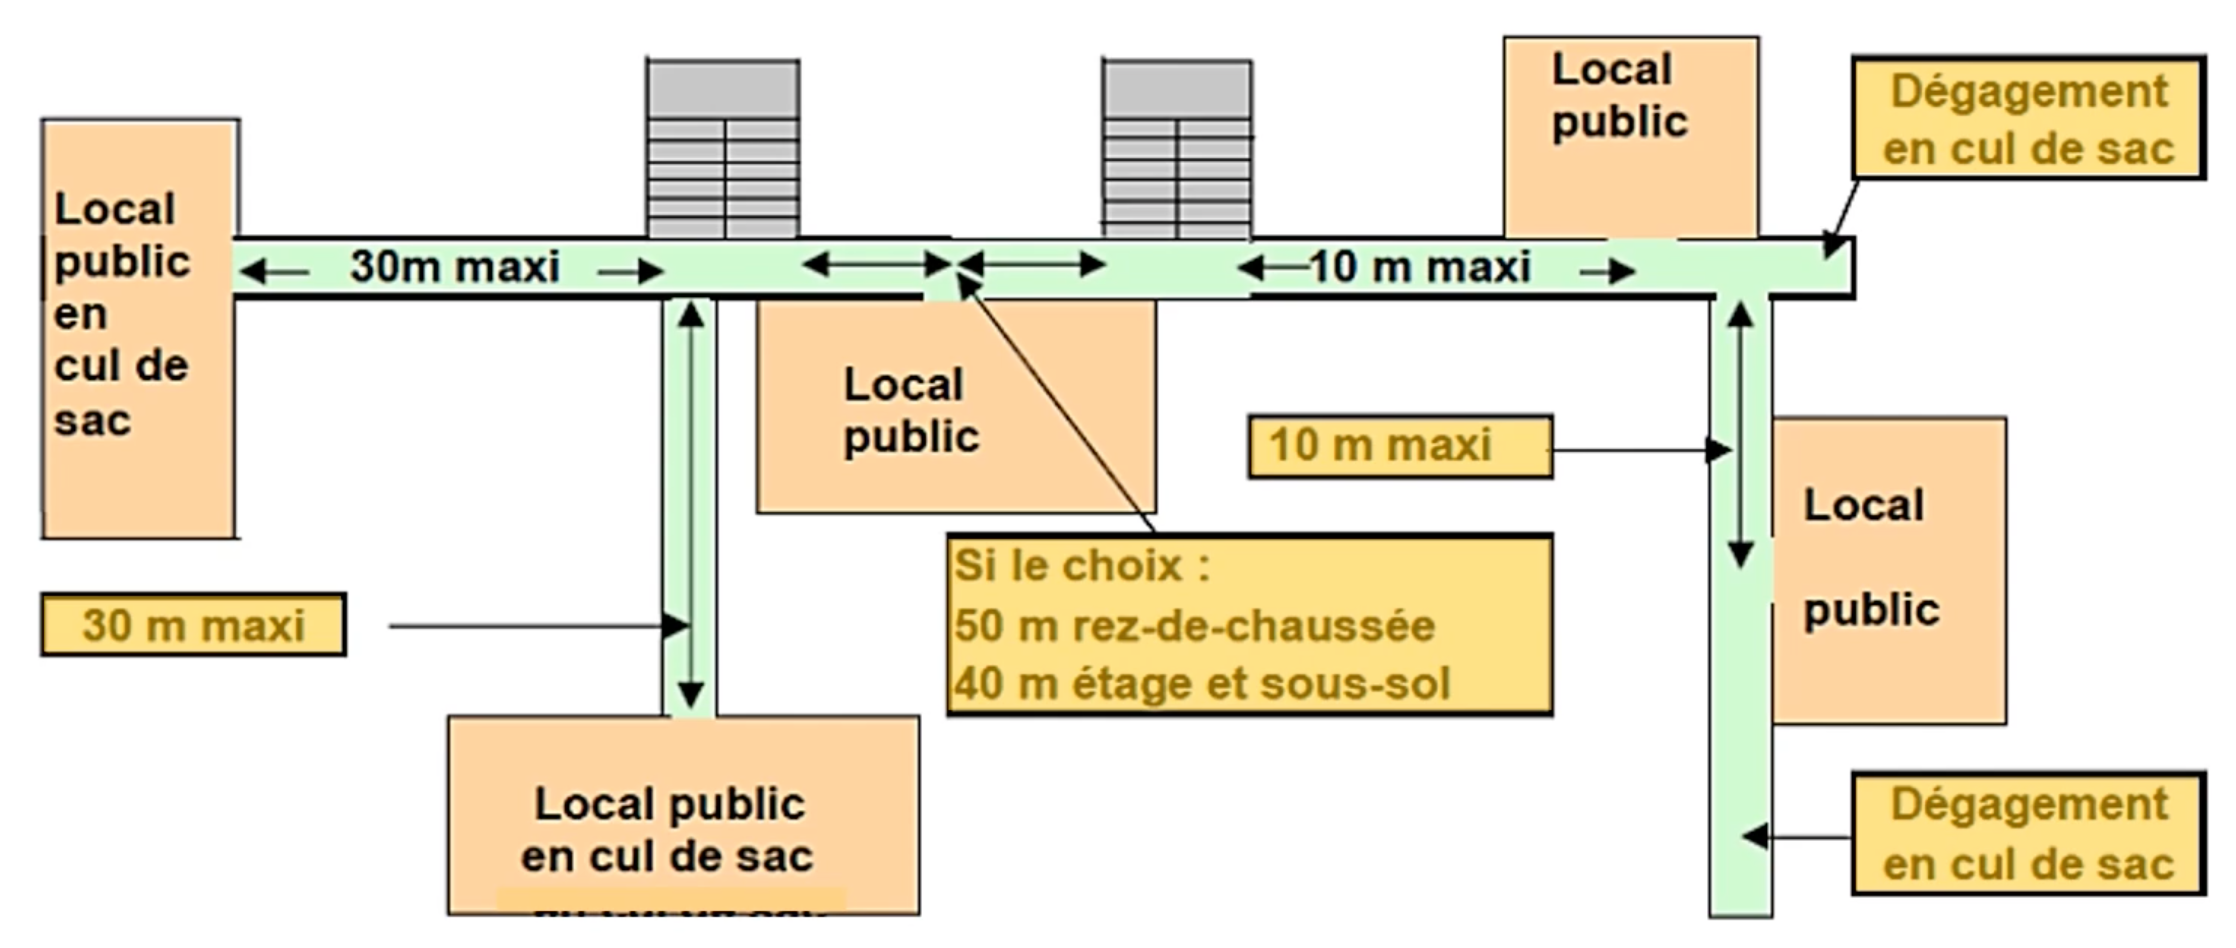 Local
public
Dégagement
en cul de sac
Local
public
en
cul de
sac
30m maxi
10 m maxi
Local
public
10 m maxi
Local
public
Si le choix :
50 m rez-de-chaussée
40 m étage et sous-sol
30 m maxi
Local public
en cul de sac
Dégagement
en cul de sac